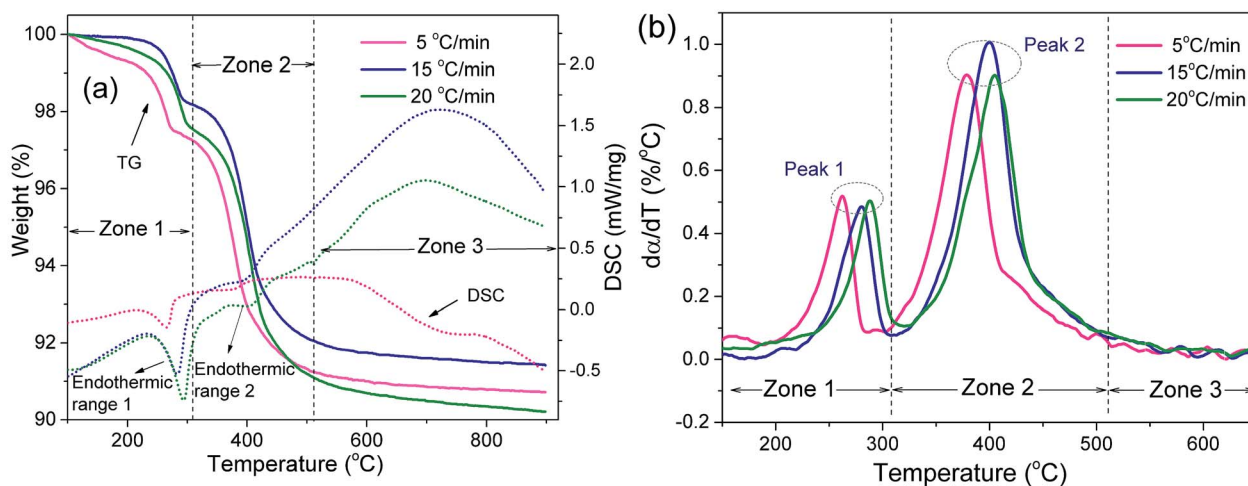 (a)
5 °C/min
15 °C/min
20 °C/min
Zone 2
TG
Zone 1
Zone 3
DSC
Endothermic
range 1
Endothermic
range 2
100
98
96
94
92
90
Weight (%)
2.0
1.5
1.0
0.5
0.0
-0.5
DSC (mW/mg)
200
400
600
800
Temperature (°C)
(b)
Peak 2
5°C/min
15°C/min
20°C/min
Peak 1
1.0
0.8
0.6
0.4
0.2
0.0
-0.2
dα/dT (%/°C)
Zone 1
Zone 2
Zone 3
200
300
400
500
600
Temperature (°C)